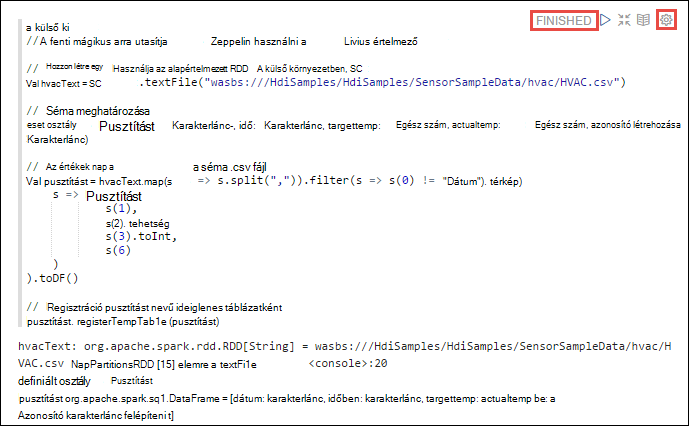 FINISHED
a külső ki
// A fenti mágikus arra utasítja Zeppelin használni a Livius értelmező
// Hozzon létre egy Használja az alapértelmezett RDD A külső környezetben, SC
Val hvacText = SC .textFile("wasbs:///HdiSamples/HdiSamples/SensorSampleData/hvac/HVAC.csv")
// Séma meghatározása
eset osztály Pusztítást Karakterlánc-, idő: Karakterlánc, targettemp: Egész szám, actualtemp: Egész szám, azonosító létrehozása
Karakterlánc)
// Az értékek nap a a séma .csv fájl
Val pusztítást = hvacText.map(s => s.split(",")).filter(s => s(0) != "Dátum"). térkép)
s => Pusztítást
s(1),
s(2). tehetség
s(3).toInt,
s(6)
)
).toDF()
// Regisztráció pusztítást nevű ideiglenes táblázatként
pusztítást. registerTempTab1e (pusztítást)
hvacText: org.apache.spark.rdd.RDD[String] = wasbs:///HdiSamples/HdiSamples/SensorSampleData/hvac/H
VAC.csv NapPartitionsRDD [15] elemre a textFi1e <console>:20
definiált osztály Pusztítást
pusztítást org.apache.spark.sq1.DataFrame = [dátum: karakterlánc, időben: karakterlánc, targettemp: actualtemp be: a
Azonosító karakterlánc felépíteni t]